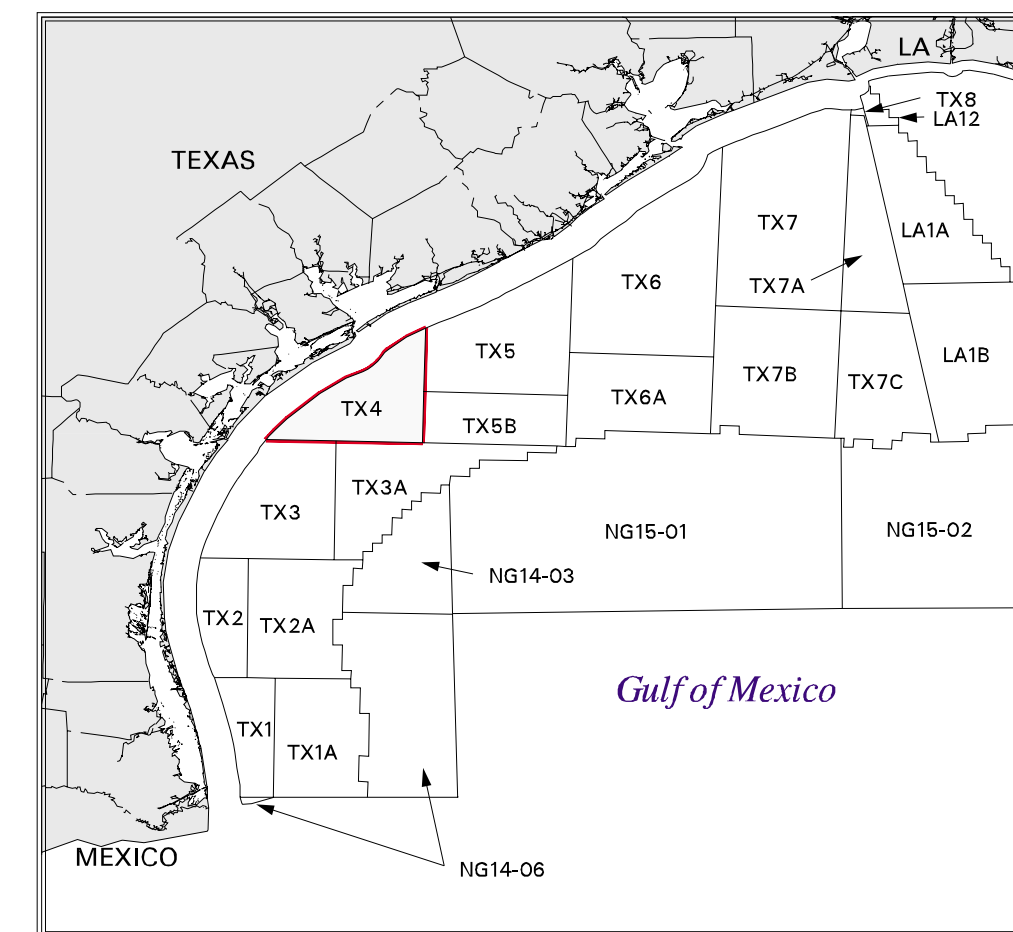 LA
TX8
LA12
TEXAS
TX7
LA1A
TX6
TX7A
TX5
LA1B
TX7B
TX7C
TX6A
TX4
TX5B
TX3A
TX3
NG15-01
NG15-02
NG14-03
TX2
TX2A
Gulf of Mexico
TX1
TX1A
MEXICO
NG14-06